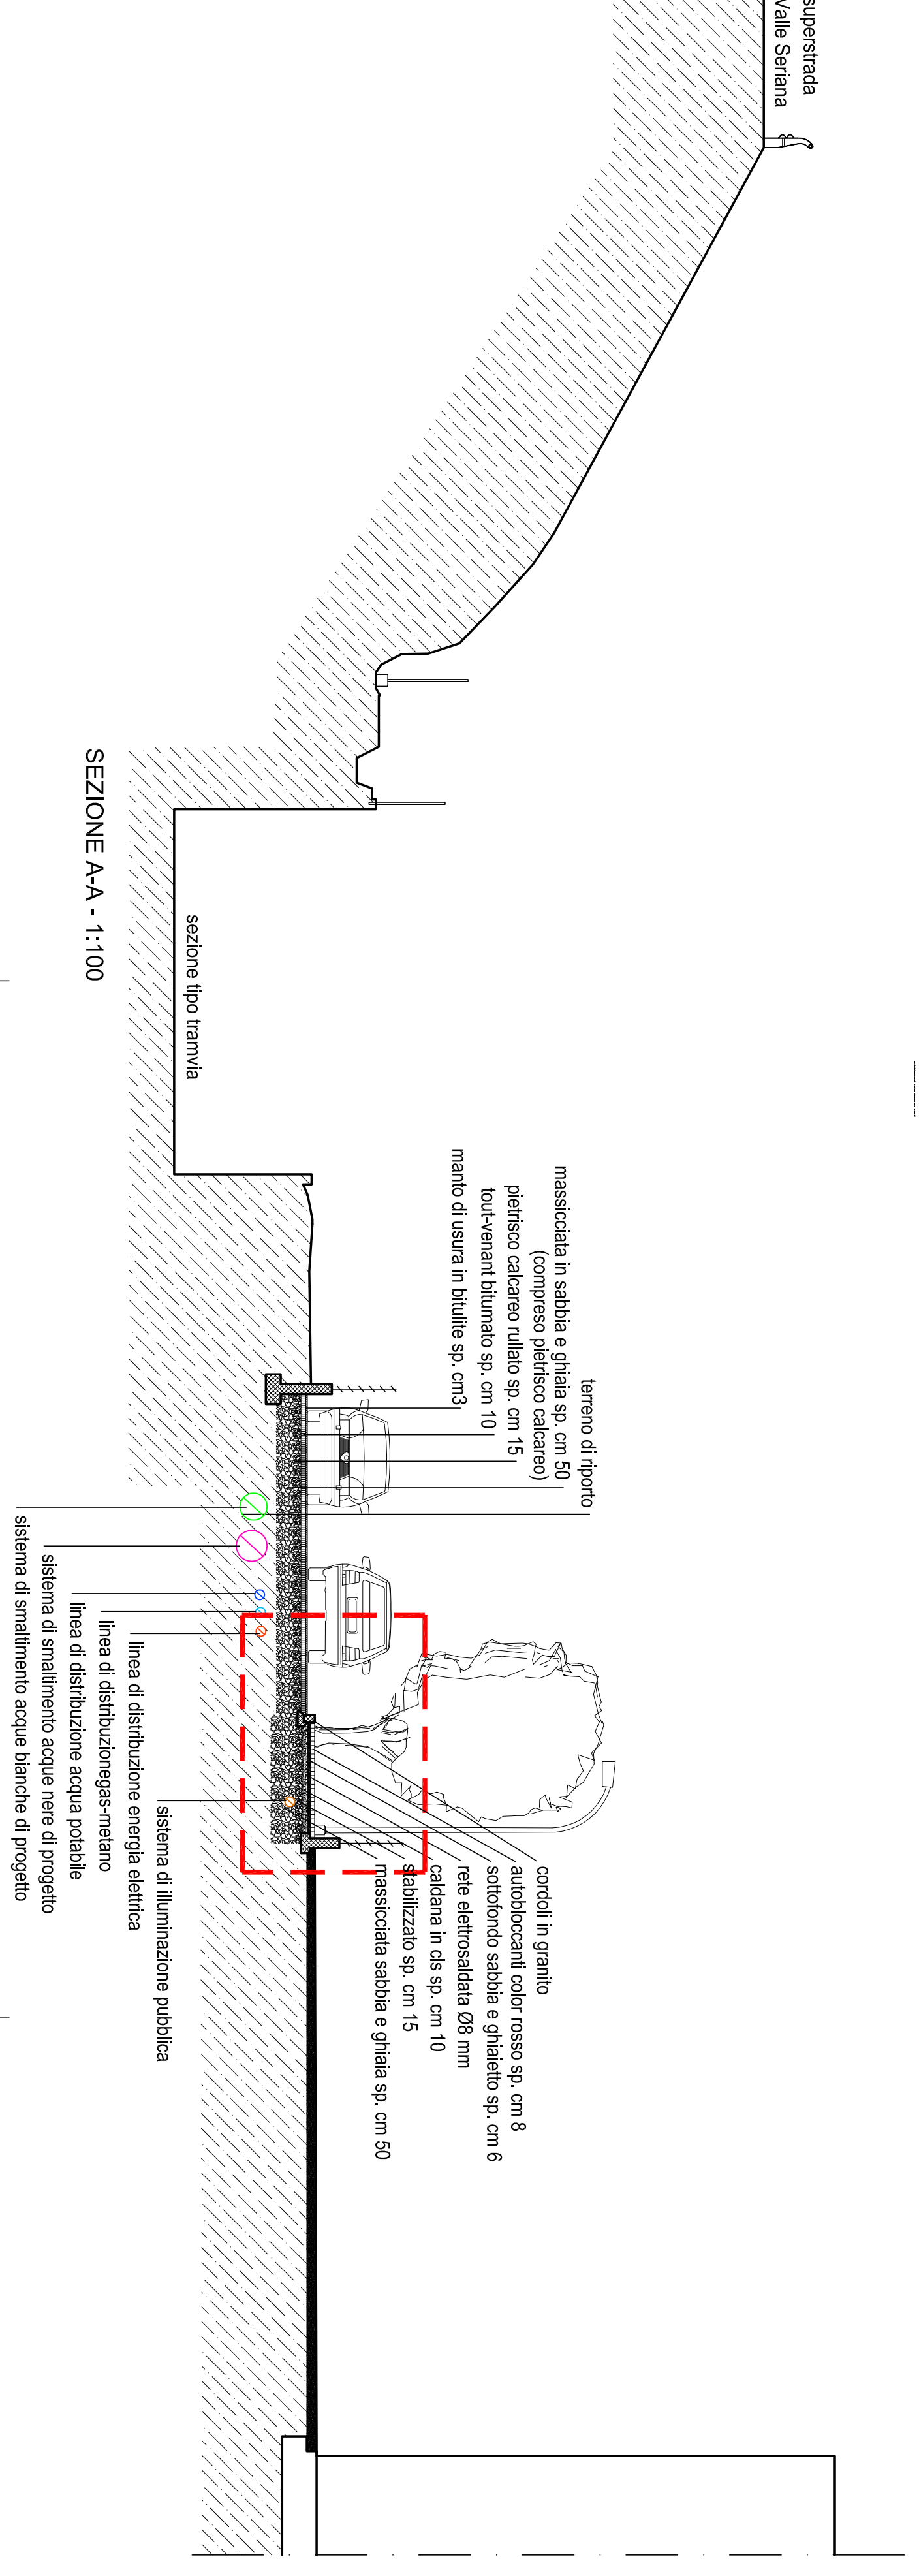 superstrada
Valle Seriana
terreno di riporto
massicciata in sabbia e ghiaia sp. cm 50
(compreso pietrisco calcareo)
pietrisco calcareo rullato sp. cm 15
tout-venant bitumato sp. cm 10
manto di usura in bitulite sp. cm3
cordoli in granito
autobloccanti color rosso sp. cm 8
sottofondo sabbia e ghiaietto sp. cm 6
rete elettrosaldata Ø8 mm
caldana in cls sp. cm 10
stabilizzato sp. cm 15
massicciata sabbia e ghiaia sp. cm 50
sezione tipo tramvia
sistema di illuminazione pubblica
linea di distribuzione energia elettrica
linea di distribuzionegas-metano
linea di distribuzione acqua potabile
sistema di smaltimento acque nere di progetto
sistema di smaltimento acque bianche di progetto
SEZIONE A-A - 1:100